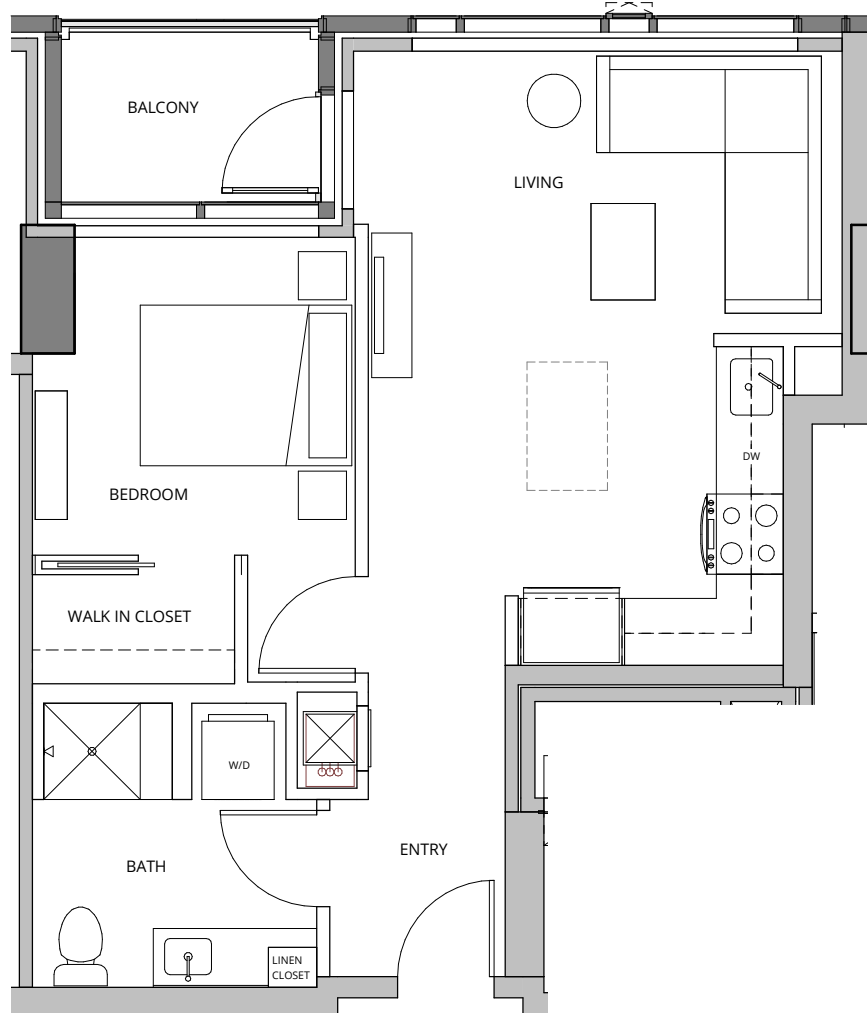 BALCONY
LIVING
DW
BEDROOM
WALK IN CLOSET
W/D
ENTRY
BATH
LINEN
CLOSET